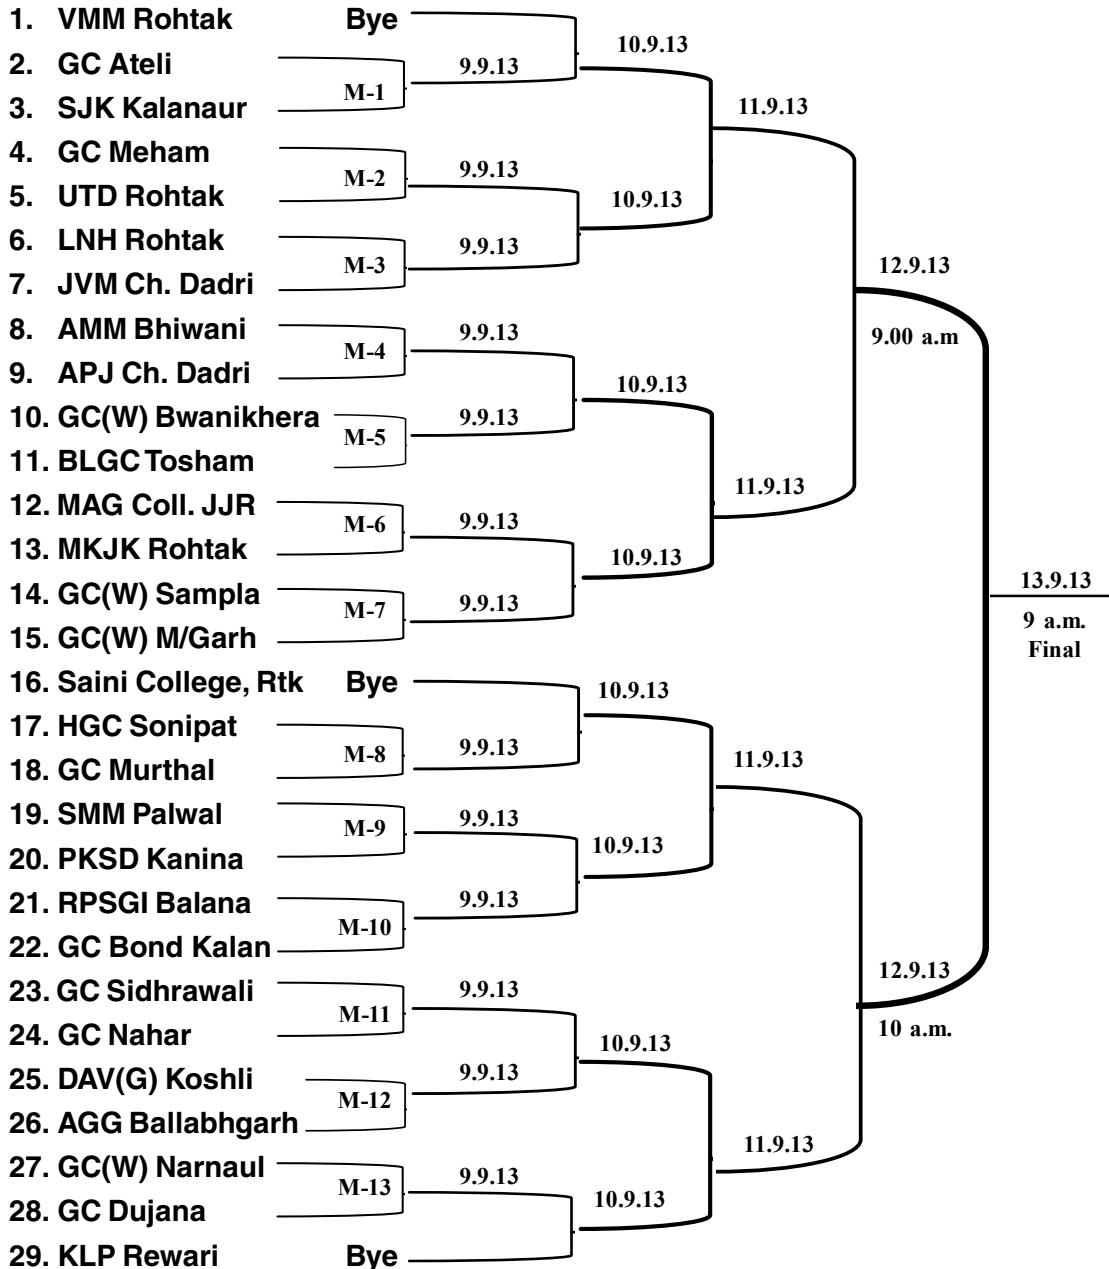 1. VMM Rohtak Bye
10.9.13
2. GC Ateli
9.9.13
M-1
3. SJK Kalanaur
11.9.13
4. GC Meham
9.9.13
M-2
5. UTD Rohtak
10.9.13
6. LNH Rohtak
9.9.13
M-3
7. JVM Ch. Dadri
12.9.13
8. AMM Bhiwani
9.9.13
9.00 a.m
M-4
9. APJ Ch. Dadri
10.9.13
10. GC(W) Bwanikhera
9.9.13
M-5
11. BLGC Tosham
11.9.13
12. MAG Coll. JJR
9.9.13
M-6
13. MKJK Rohtak
10.9.13
13.9.13
14. GC(W) Sampla
9.9.13
M-7
9 a.m.
15. GC(W) M/Garh
Final
16. Saini College, Rtk Bye
10.9.13
17. HGC Sonipat
9.9.13
M-8
11.9.13
18. GC Murthal
19. SMM Palwal
9.9.13
M-9
10.9.13
20. PKSD Kanina
21. RPSGI Balana
9.9.13
M-10
22. GC Bond Kalan
12.9.13
23. GC Sidhrawali
9.9.13
M-11
10 a.m.
24. GC Nahar
10.9.13
25. DAV(G) Koshli
9.9.13
M-12
26. AGG Ballabhgarh
11.9.13
27. GC(W) Narnaul
9.9.13
M-13
10.9.13
28. GC Dujana
29. KLP Rewari Bye